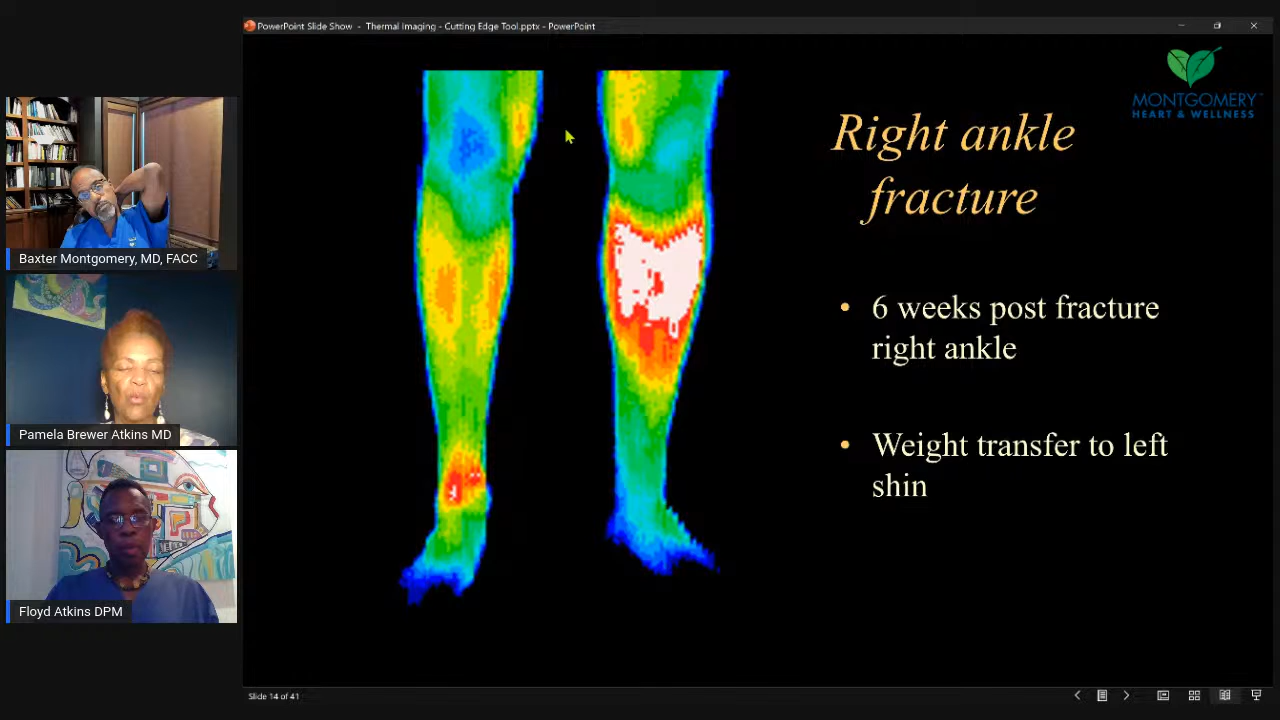 PowerPoint Slide Show - Thermal Imaging - Cutting Edge Tool.pptx - PowerPoint
MONTGOMERY™
HEART & WELLNESS
Right ankle
fracture
• 6 weeks post fracture
right ankle
• Weight transfer to left
shin
Baxter Montgomery, MD, FACC
Pamela Brewer Atkins MD
Floyd Atkins DPM
Slide 14 of 41